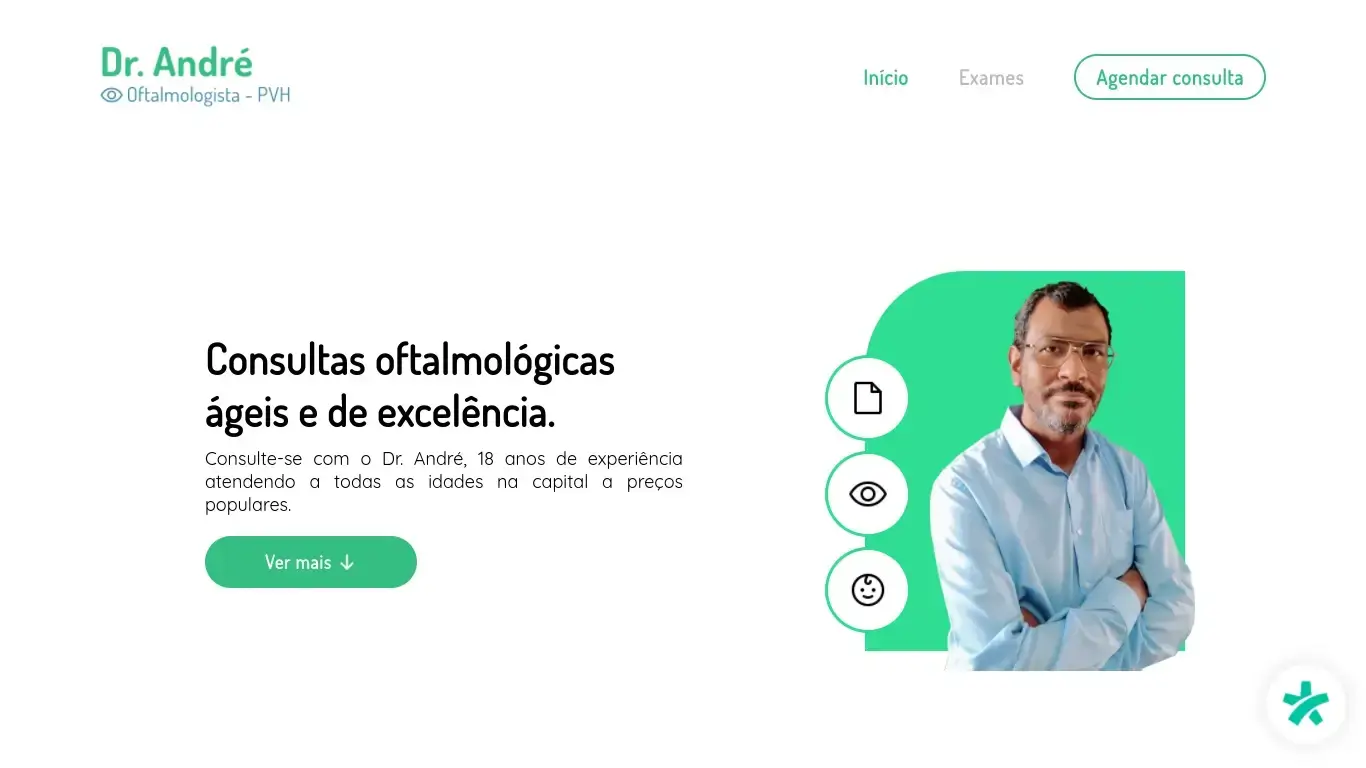 Dr. André
Oftalmologista - PVH
Início
Exames
Agendar consulta
Consultas oftalmológicas
ágeis e de excelência.
Consulte-se com o Dr. André, 18 anos de experiência
atendendo a todas as idades na capital a preços
populares.
Ver mais